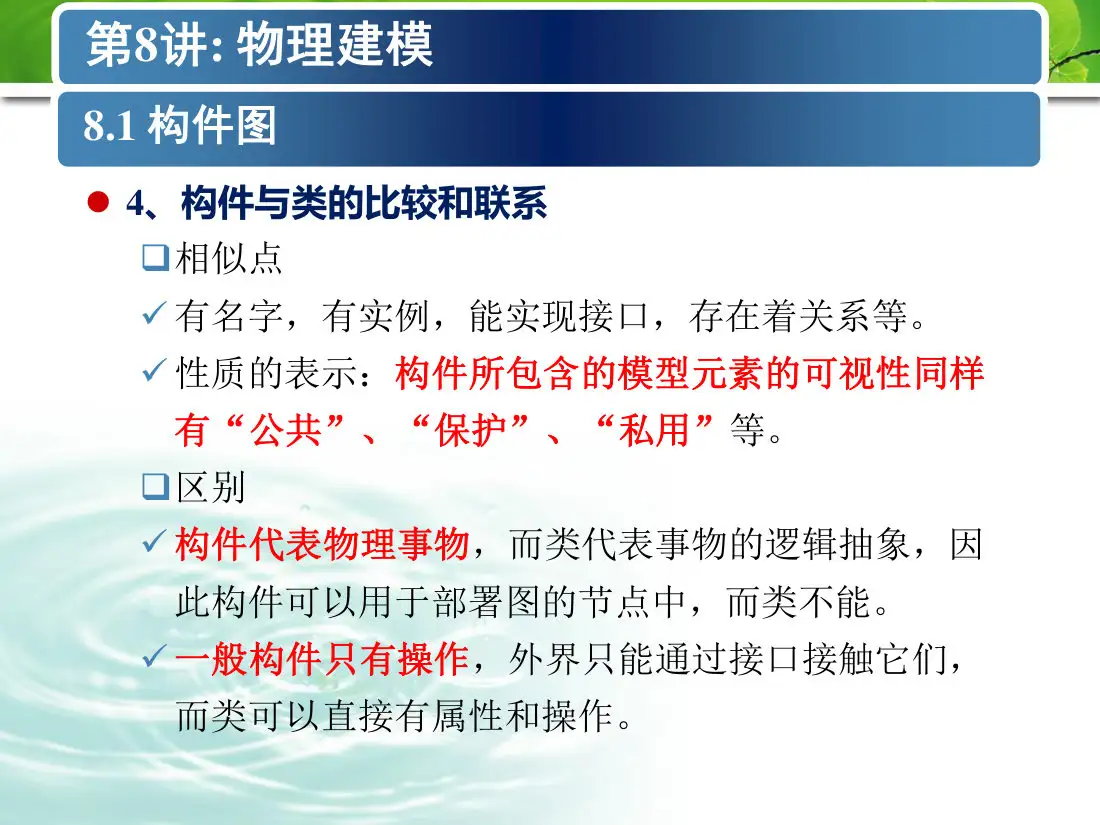 第8讲: 物理建模
8.1 构件图
4、构件与类的比较和联系
相似点
有名字，有实例，能实现接口，存在着关系等。
性质的表示：构件所包含的模型元素的可视性同样
有“公共”、“保护”、“私用”等。
区别
构件代表物理事物，而类代表事物的逻辑抽象，因
此构件可以用于部署图的节点中，而类不能。
一般构件只有操作，外界只能通过接口接触它们，
而类可以直接有属性和操作。